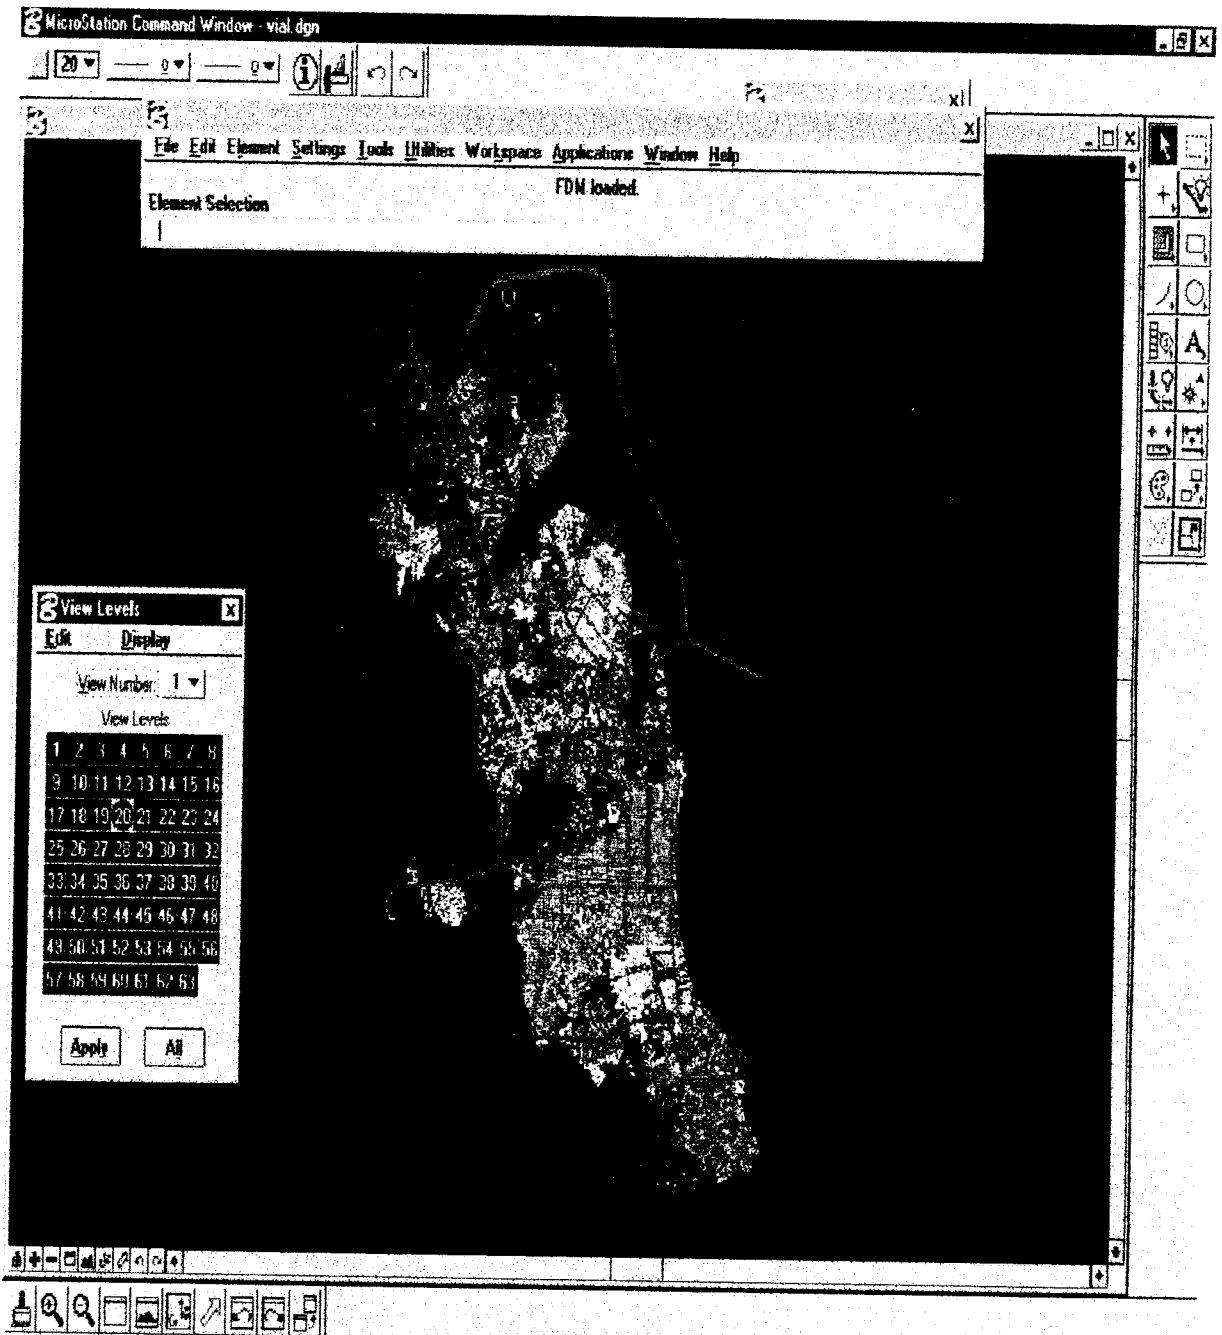 MicroStation Command Window - vial.dgn
20 0 0
File Edit Element Settings Tools Utilities Workspace Applications Window Help
FDM loaded.
Element Selection
View Levels
Edit Display
View Number: 1
View Levels
1 2 3 4 5 6 7 8
9 10 11 12 13 14 15 16
17 18 19 20 21 22 23 24
25 26 27 28 29 30 31 32
33 34 35 36 37 38 39 40
41 42 43 44 45 46 47 48
49 50 51 52 53 54 55 56
57 58 59 60 61 62 63
Apply All